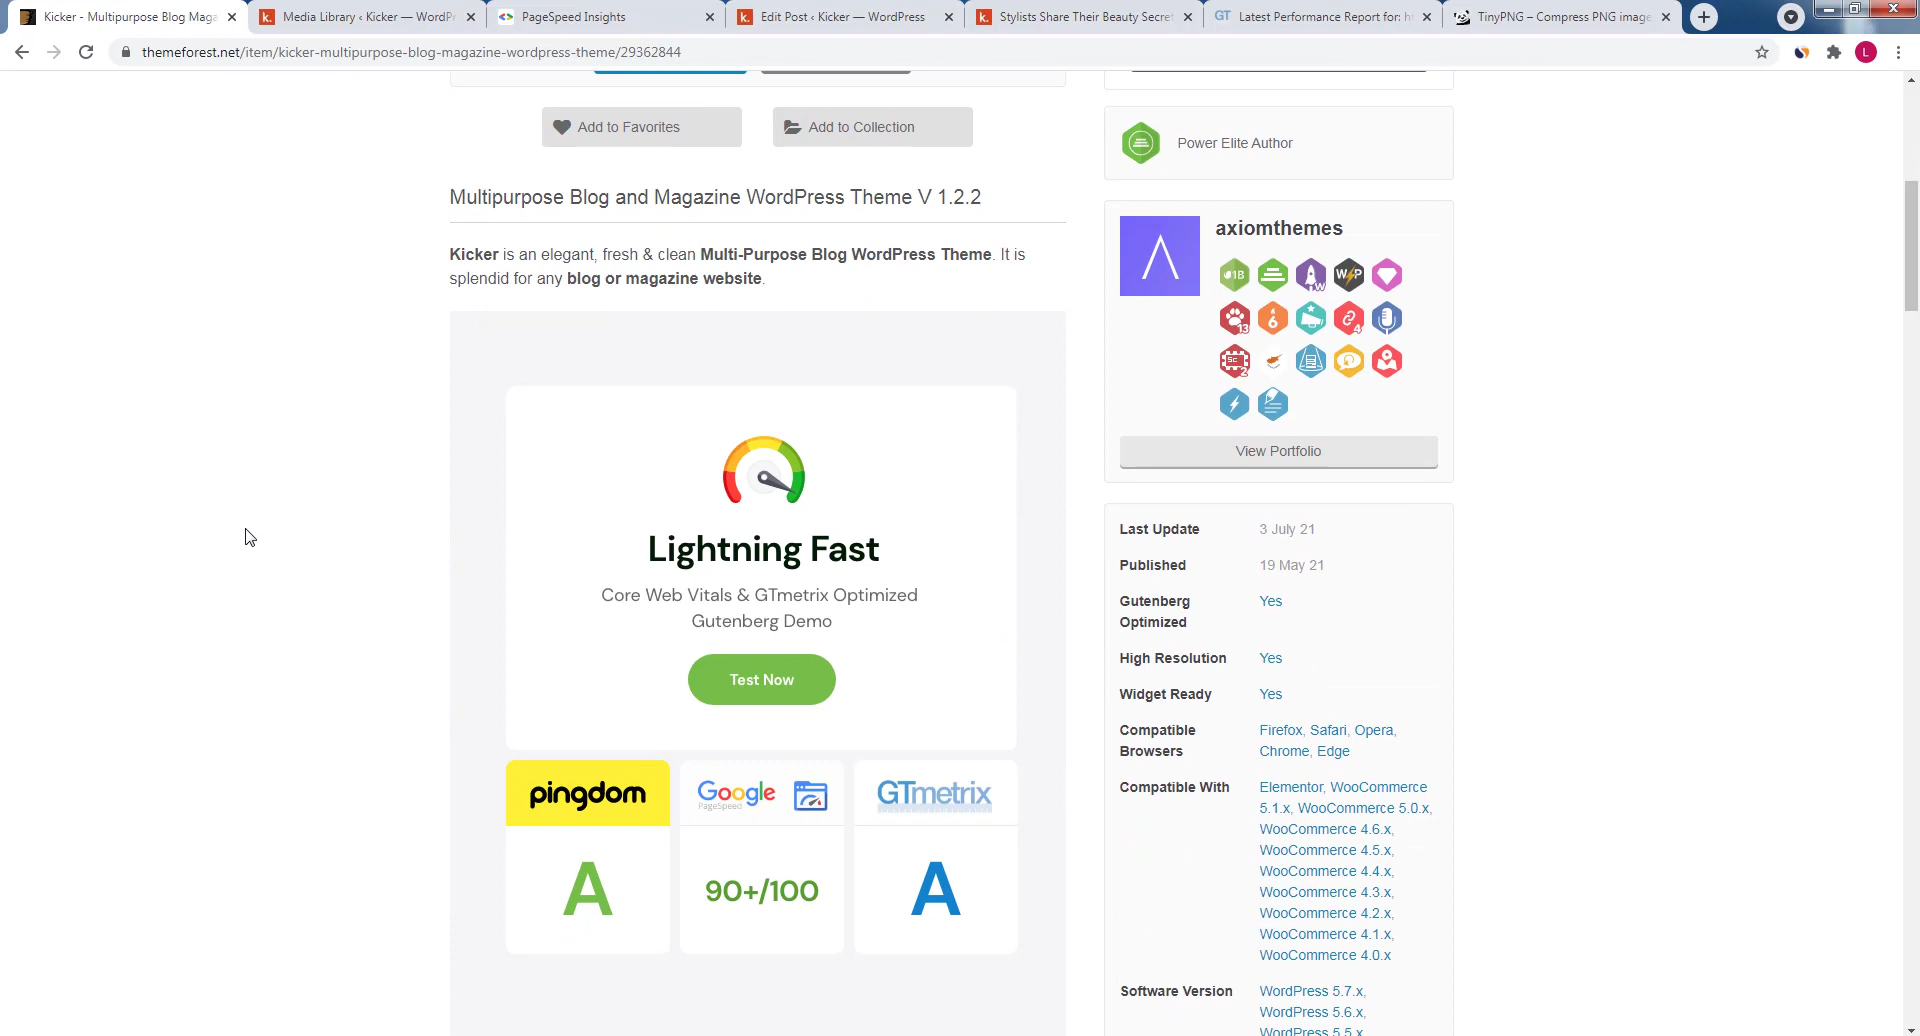 Kicker - Multipurpose Blog Maga
Media Library ‹ Kicker — WordPr
PageSpeed Insights
Edit Post ‹ Kicker — WordPress
Stylists Share Their Beauty Secret
GT Latest Performance Report for: ht
TinyPNG – Compress PNG image
themeforest.net/item/kicker-multipurpose-blog-magazine-wordpress-theme/29362844
L
Add to Favorites
Add to Collection
Multipurpose Blog and Magazine WordPress Theme V 1.2.2
Kicker is an elegant, fresh & clean Multi-Purpose Blog WordPress Theme. It is
splendid for any blog or magazine website.
Lightning Fast
Core Web Vitals & GTmetrix Optimized
Gutenberg Demo
Test Now
pingdom
Google
PageSpeed
GTmetrix
A
90+/100
A
Power Elite Author
axiomthemes
View Portfolio
Last Update 3 July 21
Published 19 May 21
Gutenberg Yes
Optimized
High Resolution Yes
Widget Ready Yes
Compatible Firefox, Safari, Opera,
Browsers Chrome, Edge
Compatible With Elementor, WooCommerce
5.1.x, WooCommerce 5.0.x,
WooCommerce 4.6.x,
WooCommerce 4.5.x,
WooCommerce 4.4.x,
WooCommerce 4.3.x,
WooCommerce 4.2.x,
WooCommerce 4.1.x,
WooCommerce 4.0.x
Software Version WordPress 5.7.x,
WordPress 5.6.x,
WordPress 5.5.x